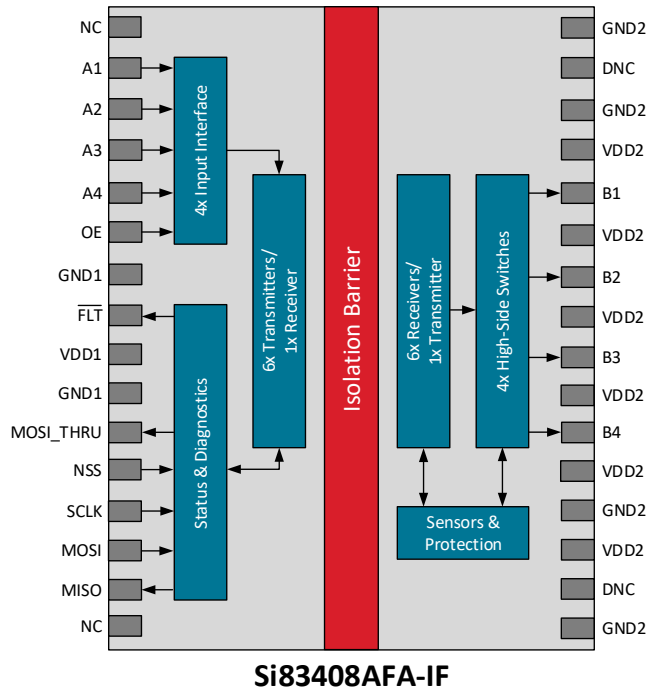 NC
A1
A2
A3
A4
OE
GND1
FLT
VDD1
GND1
MOSI_THRU
NSS
SCLK
MOSI
MISO
NC
4x Input Interface
Status & Diagnostics
6x Transmitters/
1x Receiver
Isolation Barrier
6x Receivers/
1x Transmitter
4x High-Side Switches
Sensors &
Protection
GND2
DNC
GND2
VDD2
B1
VDD2
B2
VDD2
B3
VDD2
B4
VDD2
GND2
VDD2
DNC
GND2
Si83408AFA-IF